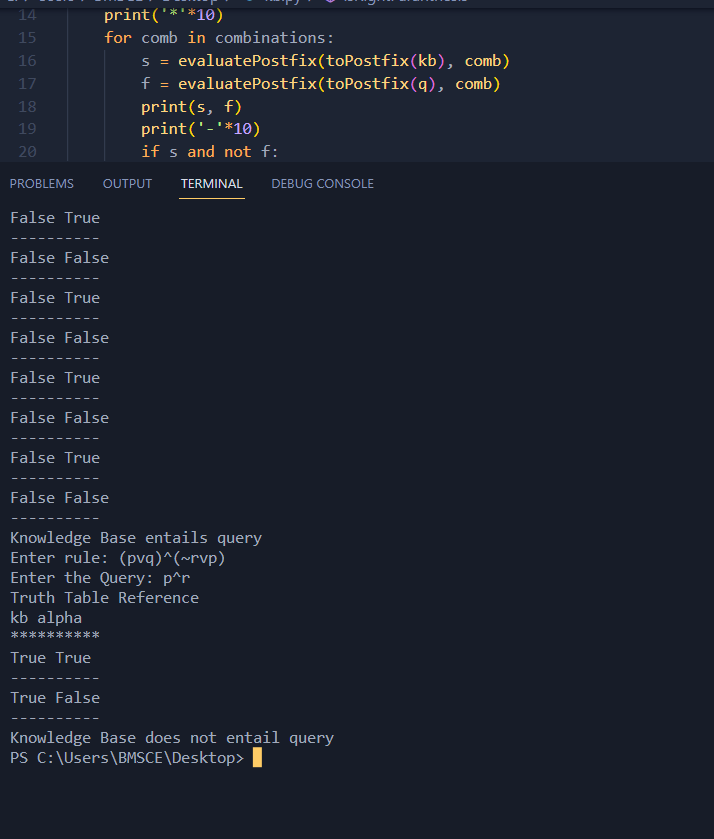 14 print('*'*10)
15 for comb in combinations:
16 s = evaluatePostfix(toPostfix(kb), comb)
17 f = evaluatePostfix(toPostfix(q), comb)
18 print(s, f)
19 print('-'*10)
20 if s and not f:
PROBLEMS OUTPUT TERMINAL DEBUG CONSOLE
False True
----------
False False
----------
False True
----------
False False
----------
False True
----------
False False
----------
False True
----------
False False
----------
Knowledge Base entails query
Enter rule: (pvq)^(~rvp)
Enter the Query: p^r
Truth Table Reference
kb alpha
**********
True True
----------
True False
----------
Knowledge Base does not entail query
PS C:\Users\BMSCE\Desktop>